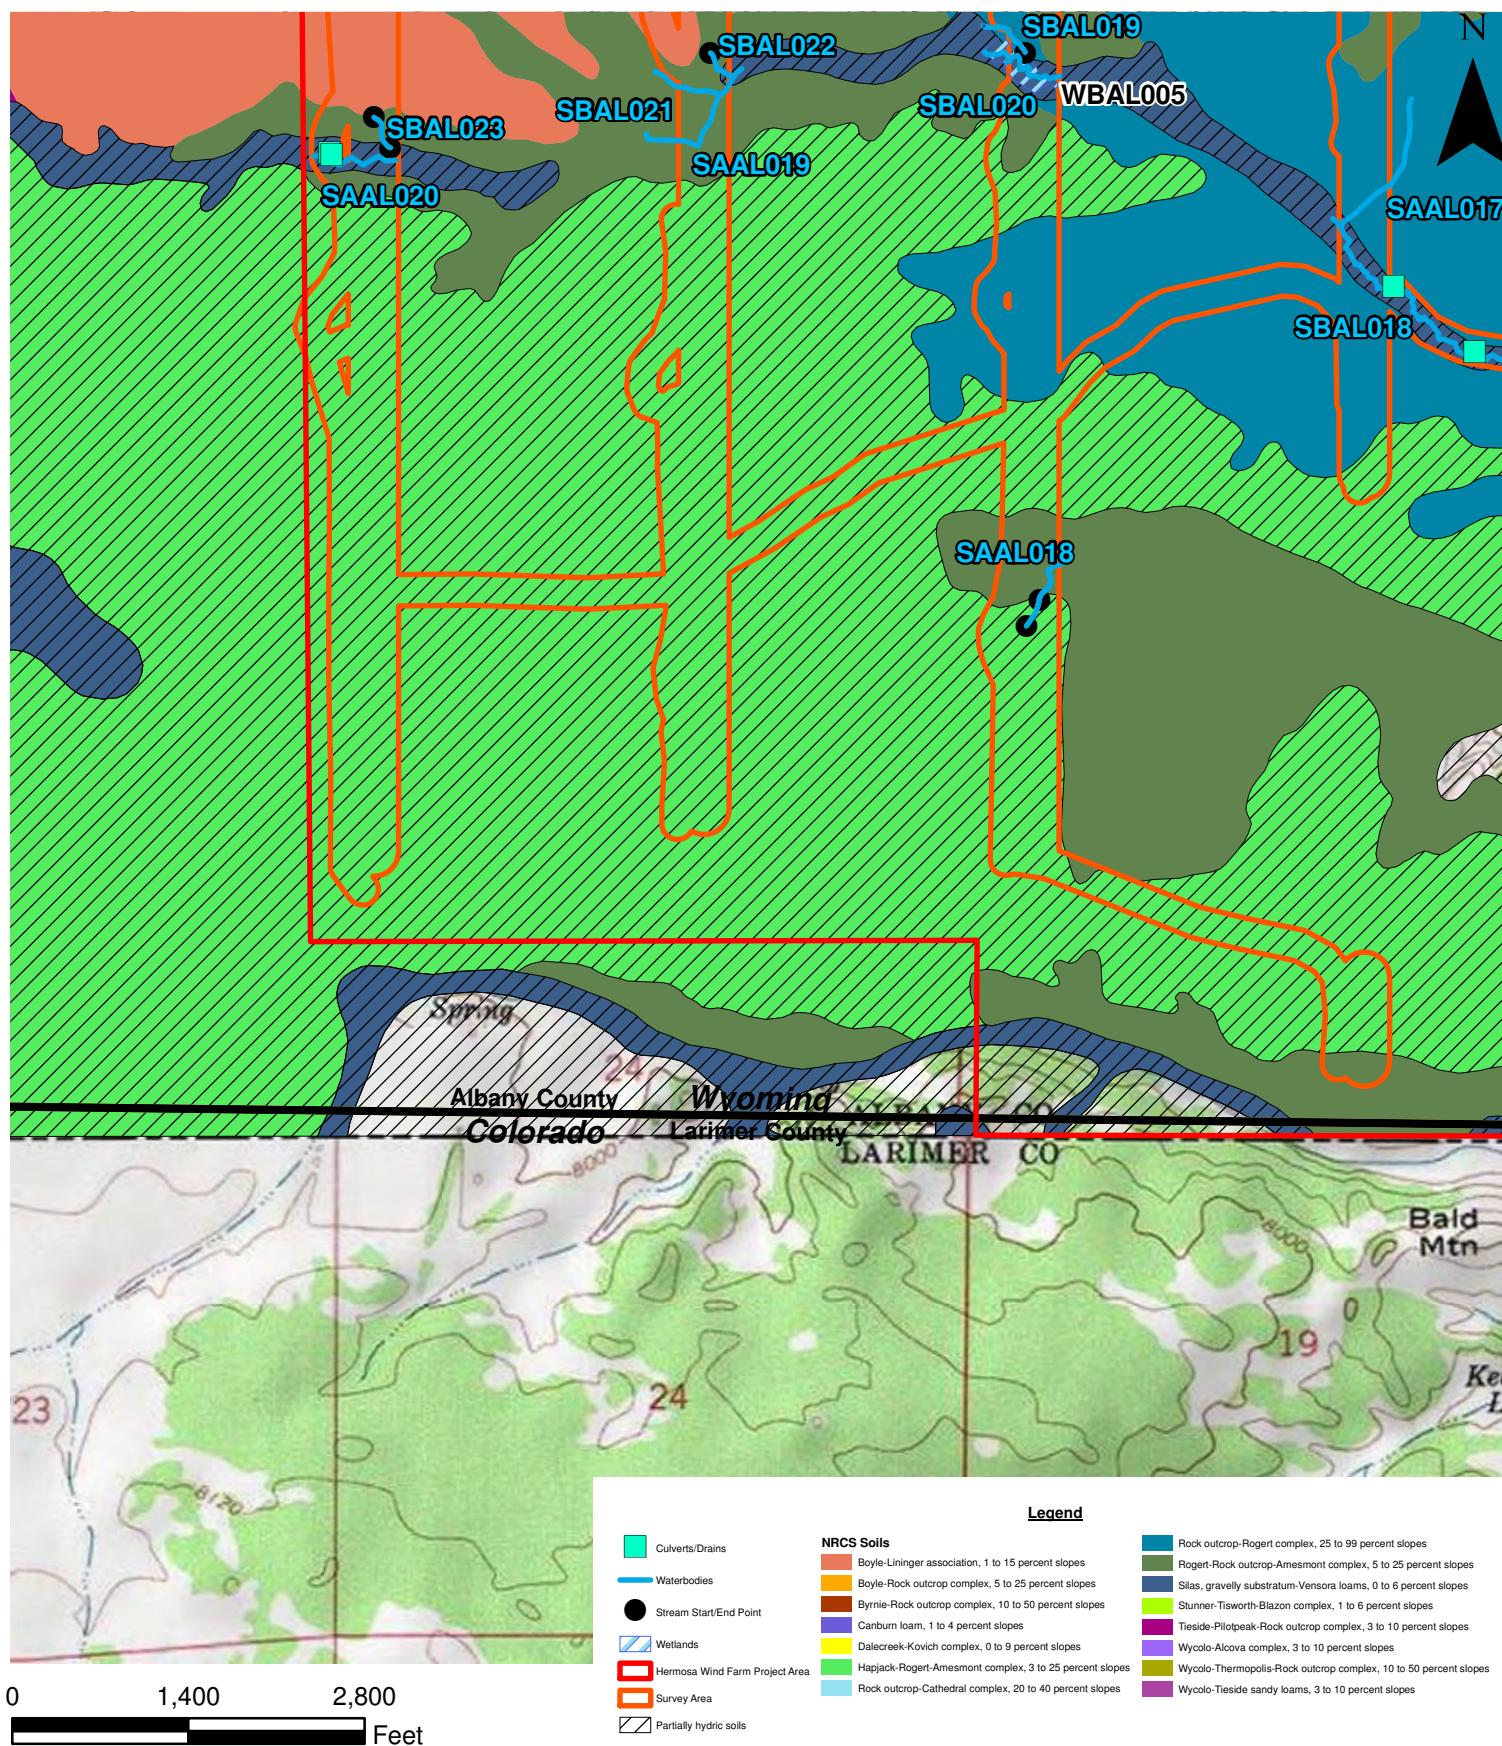 N
SBAL019
SBAL022
WBAL005
SBAL021
SBAL020
SBAL023
SAAL019
SAAL020
SAAL017
SBAL018
SAAL018
Spring
24
Albany County
Wyoming
Colorado
Larimer County
LARIMER CO
8000
8000
Bald
Mtn
19
24
23
8120
Legend
Culverts/Drains
Waterbodies
Stream Start/End Point
Wetlands
Hermosa Wind Farm Project Area
Survey Area
Partially hydric soils
NRCS Soils
Boyle-Lininger association, 1 to 15 percent slopes
Boyle-Rock outcrop complex, 5 to 25 percent slopes
Byrnie-Rock outcrop complex, 10 to 50 percent slopes
Canburn loam, 1 to 4 percent slopes
Dalecreek-Kovich complex, 0 to 9 percent slopes
Hapjack-Rogert-Amesmont complex, 3 to 25 percent slopes
Rock outcrop-Cathedral complex, 20 to 40 percent slopes
Rock outcrop-Rogert complex, 25 to 99 percent slopes
Rogert-Rock outcrop-Amesmont complex, 5 to 25 percent slopes
Silas, gravelly substratum-Vensora loams, 0 to 6 percent slopes
Stunner-Tisworth-Blazon complex, 1 to 6 percent slopes
Tieside-Pilotpeak-Rock outcrop complex, 3 to 10 percent slopes
Wycolo-Alcova complex, 3 to 10 percent slopes
Wycolo-Thermopolis-Rock outcrop complex, 10 to 50 percent slopes
Wycolo-Tieside sandy loams, 3 to 10 percent slopes
0 1,400 2,800
Feet